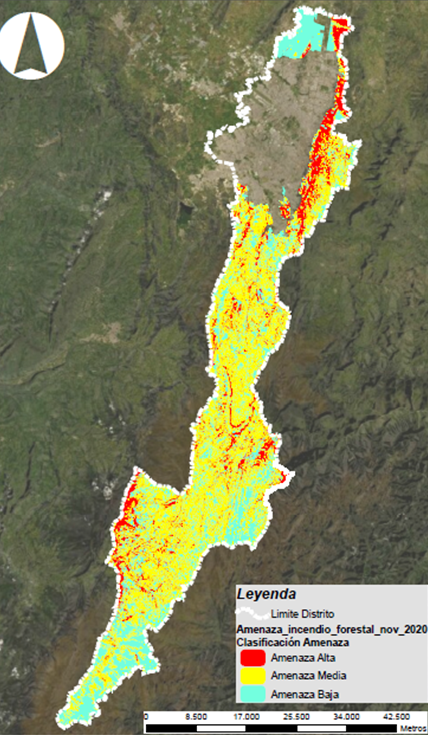 Leyenda
Limite Distrito
Amenaza_incendio_forestal_nov_2020
Clasificación Amenaza
Amenaza Alta
Amenaza Media
Amenaza Baja
0 8.500 17.000 25.500 34.000 42.500
Metros